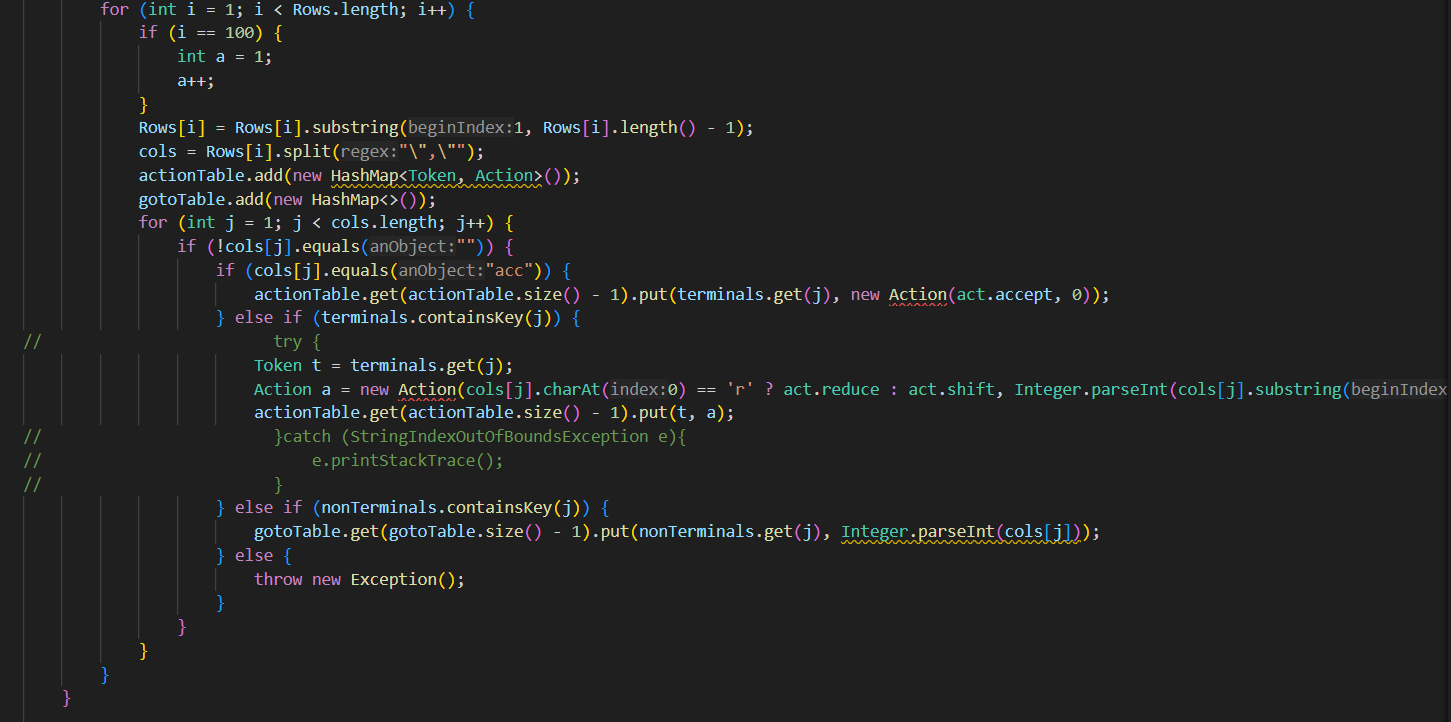 for (int i = 1; i < Rows.length; i++) {
if (i == 100) {
int a = 1;
a++;
}
Rows[i] = Rows[i].substring(beginIndex:1, Rows[i].length() - 1);
cols = Rows[i].split(regex:"\",\"");
actionTable.add(new HashMap<Token, Action>());
gotoTable.add(new HashMap<>());
for (int j = 1; j < cols.length; j++) {
if (!cols[j].equals(anObject:"")) {
if (cols[j].equals(anObject:"acc")) {
actionTable.get(actionTable.size() - 1).put(terminals.get(j), new Action(act.accept, 0));
} else if (terminals.containsKey(j)) {
// try {
Token t = terminals.get(j);
Action a = new Action(cols[j].charAt(index:0) == 'r' ? act.reduce : act.shift, Integer.parseInt(cols[j].substring(beginIndex
actionTable.get(actionTable.size() - 1).put(t, a);
// }catch (StringIndexOutOfBoundsException e){
// e.printStackTrace();
// }
} else if (nonTerminals.containsKey(j)) {
gotoTable.get(gotoTable.size() - 1).put(nonTerminals.get(j), Integer.parseInt(cols[j]));
} else {
throw new Exception();
}
}
}
}
}